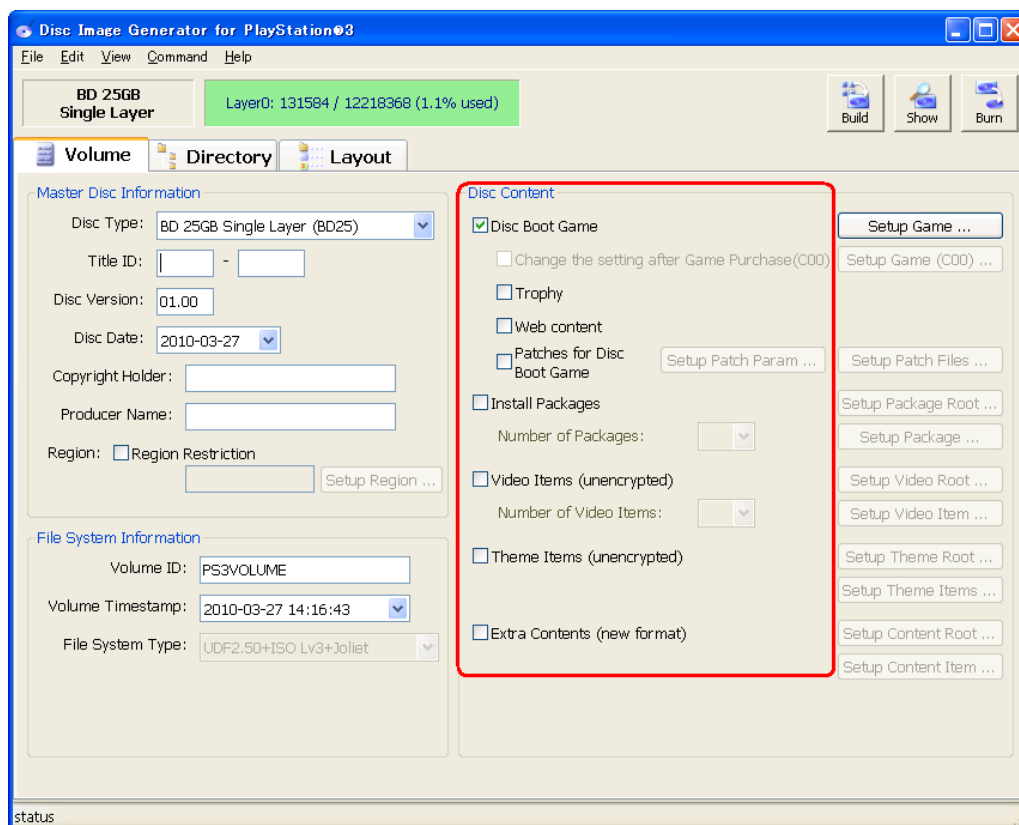 Disc Image Generator for PlayStation®3
File Edit View Command Help
BD 25GB
Single Layer
Layer0: 131584 / 12218368 (1.1% used)
Build Show Burn
Volume Directory Layout
Master Disc Information
Disc Type: BD 25GB Single Layer (BD25)
Title ID: -
Disc Version: 01.00
Disc Date: 2010-03-27
Copyright Holder:
Producer Name:
Region: Region Restriction
Setup Region ...
File System Information
Volume ID: PS3VOLUME
Volume Timestamp: 2010-03-27 14:16:43
File System Type: UDF2.50+ISO Lv3+Joliet
Disc Content
Disc Boot Game Setup Game ...
Change the setting after Game Purchase(C00) Setup Game (C00) ...
Trophy
Web content
Patches for Disc
Boot Game Setup Patch Param ... Setup Patch Files ...
Install Packages Setup Package Root ...
Number of Packages: Setup Package ...
Video Items (unencrypted) Setup Video Root ...
Number of Video Items: Setup Video Item ...
Theme Items (unencrypted) Setup Theme Root ...
Setup Theme Items ...
Extra Contents (new format) Setup Content Root ...
Setup Content Item ...
status